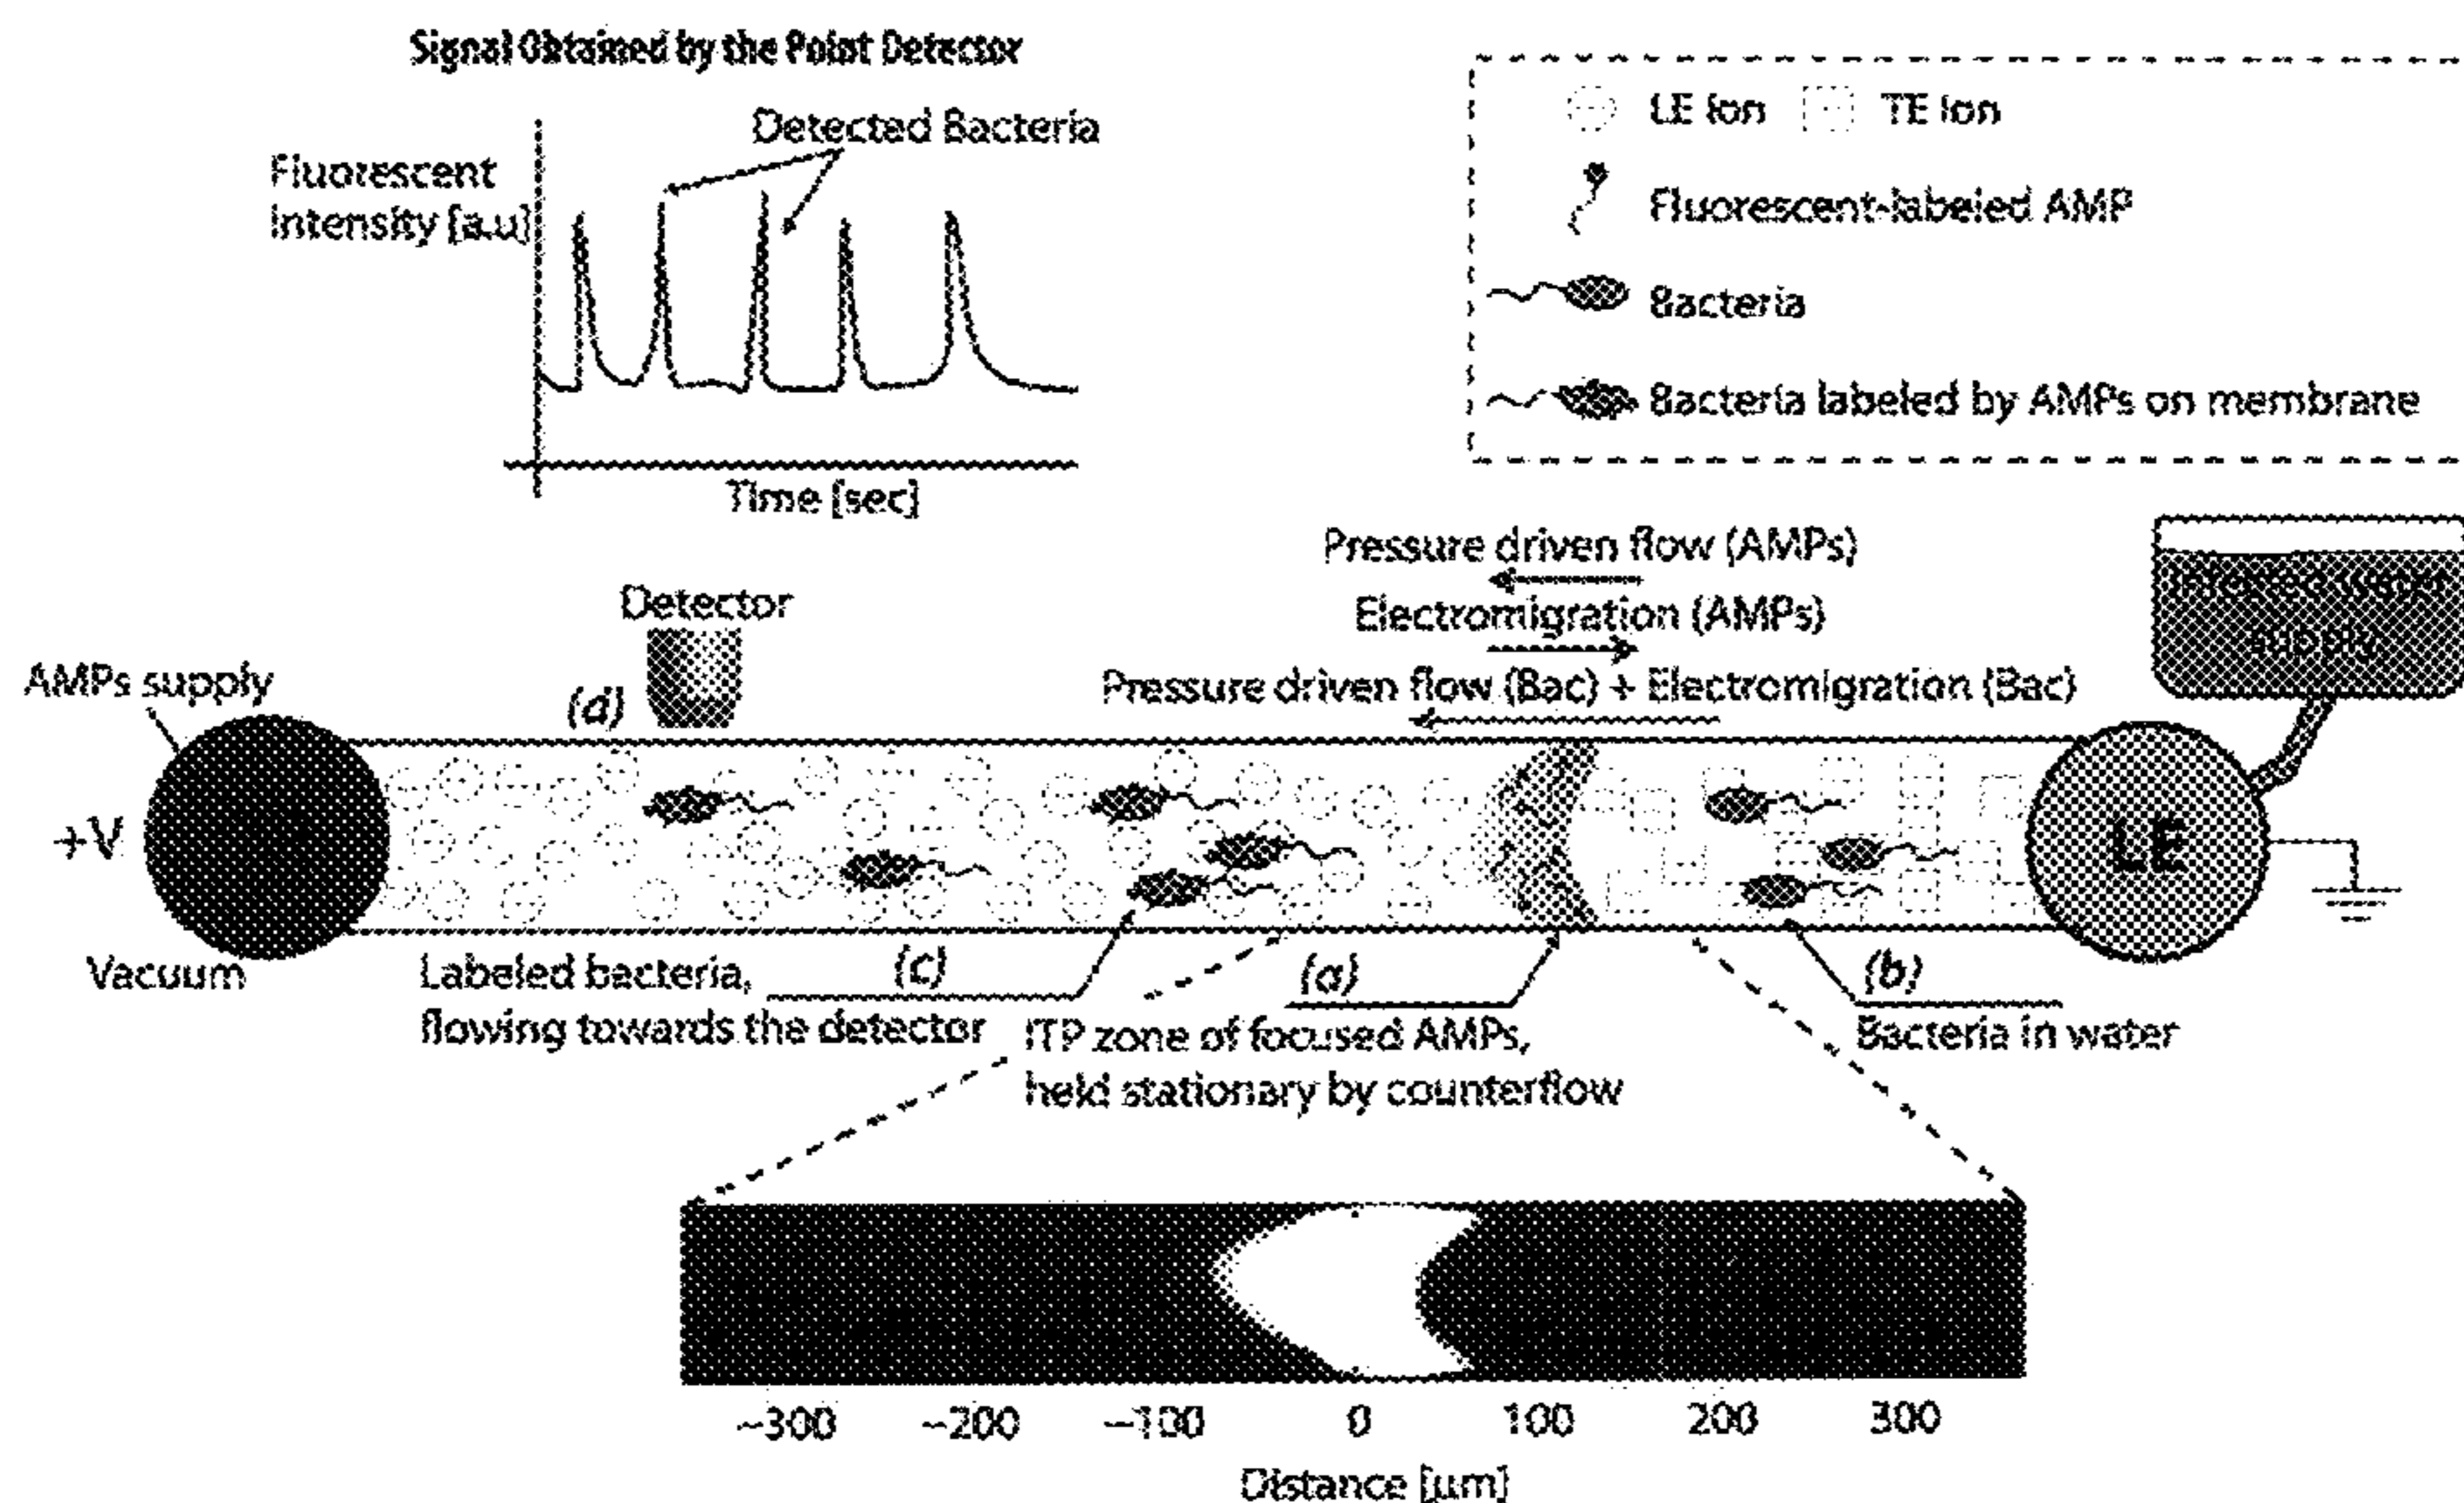 Signal Obtained by the Point Detector
Detected Bacteria
Fluorescent
Intensity [a.u]
Time [sec]
LE Ion
TE Ion
Fluorescent-labeled AMP
Bacteria
Bacteria labeled by AMPs on membrane
Pressure driven flow (AMPs)
Electromigration (AMPs)
Pressure driven flow (Bac) + Electromigration (Bac)
Infected water
supply
Detector
AMPs supply
(d)
+V
LE
Vacuum
Labeled bacteria,
flowing towards the detector
(c)
(a)
ITP zone of focused AMPs,
held stationary by counterflow
(b)
Bacteria in water
-300 -200 -100 0 100 200 300
Distance [μm]